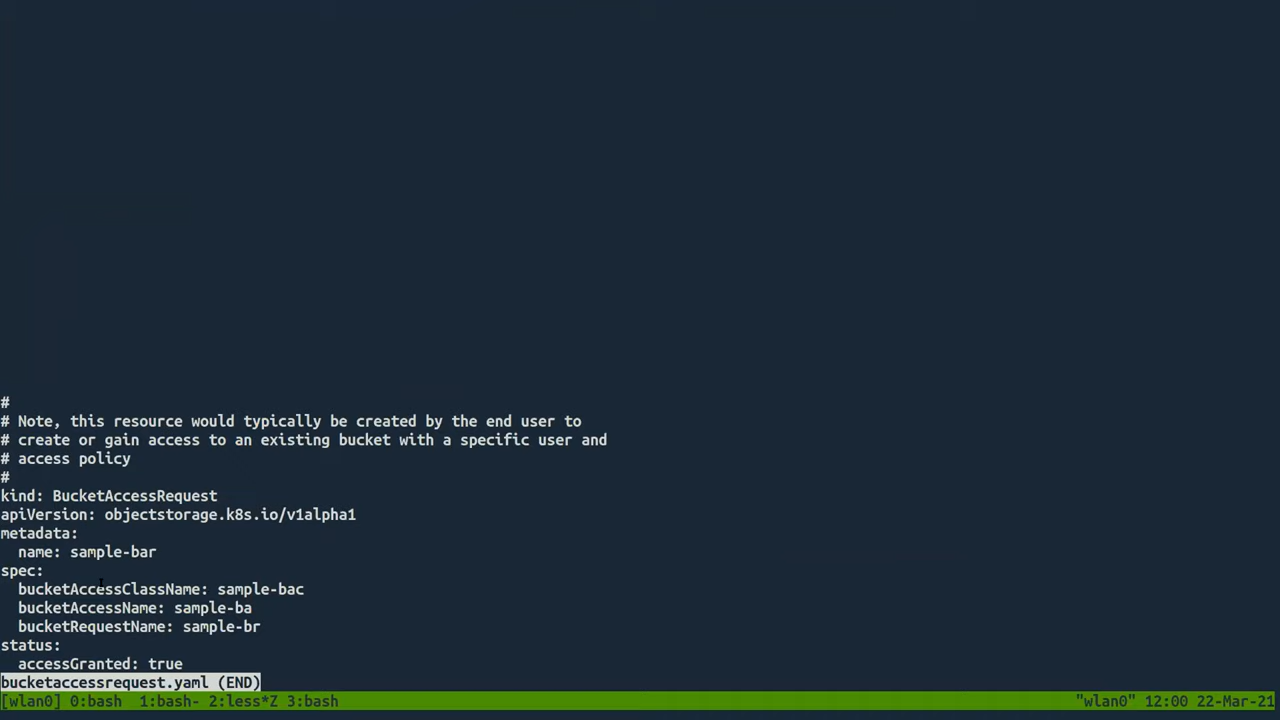 #
# Note, this resource would typically be created by the end user to
# create or gain access to an existing bucket with a specific user and
# access policy
#
kind: BucketAccessRequest
apiVersion: objectstorage.k8s.io/v1alpha1
metadata:
  name: sample-bar
spec:
  bucketAccessClassName: sample-bac
  bucketAccessName: sample-ba
  bucketRequestName: sample-br
status:
  accessGranted: true
bucketaccessrequest.yaml (END)
[wlan0] 0:bash  1:bash- 2:less*Z 3:bash "wlan0" 12:00 22-Mar-21